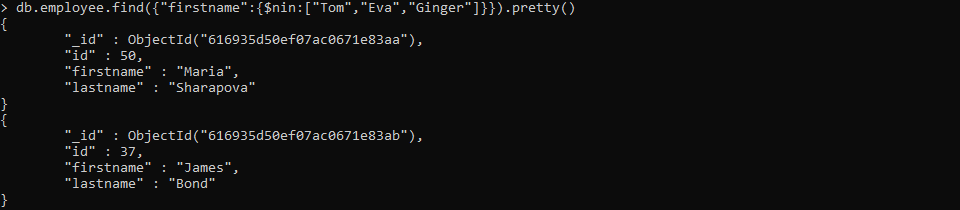 > db.employee.find({"firstname":{$nin:["Tom","Eva","Ginger"]}}).pretty()
{
        "_id" : ObjectId("616935d50ef07ac0671e83aa"),
        "id" : 50,
        "firstname" : "Maria",
        "lastname" : "Sharapova"
}
{
        "_id" : ObjectId("616935d50ef07ac0671e83ab"),
        "id" : 37,
        "firstname" : "James",
        "lastname" : "Bond"
}